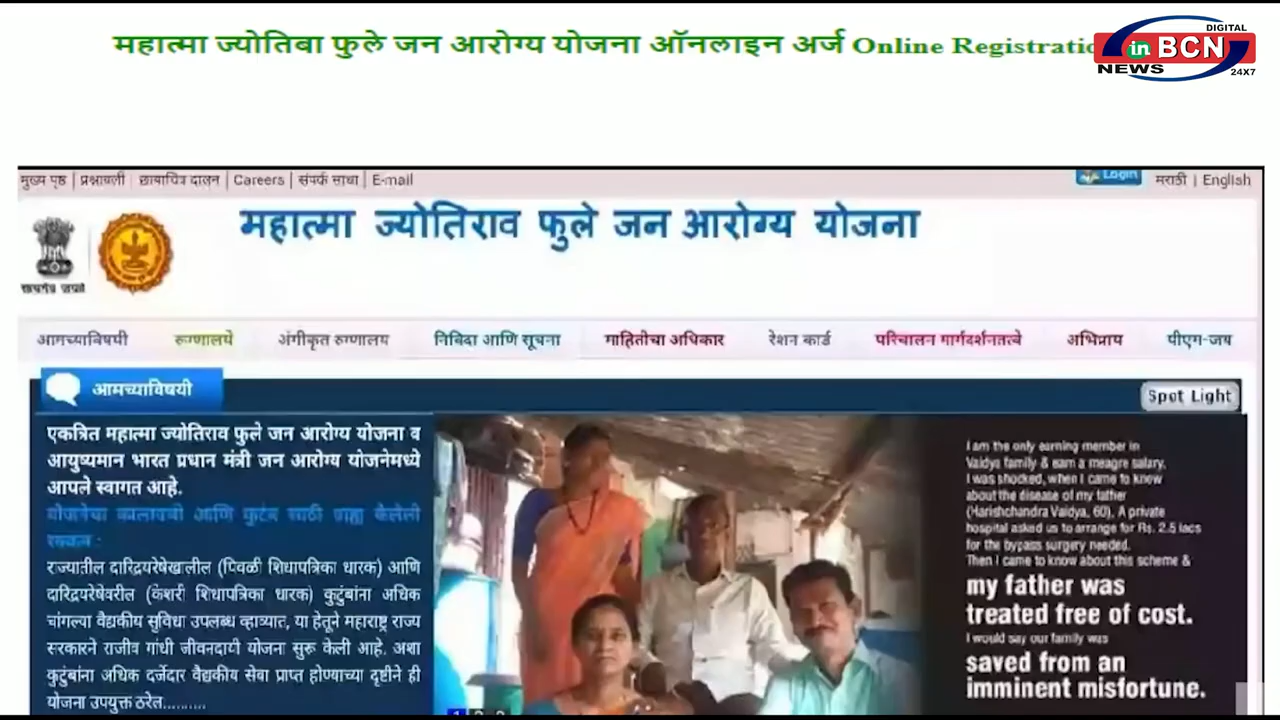 महात्मा ज्योतिबा फुले जन आरोग्य योजना ऑनलाइन अर्ज Online Registratio
DIGITAL
in BCN
NEWS 24X7
मुख्य पृष्ठ | प्रश्नावली | छायाचित्र दालन | Careers | संपर्क साधा | E-mail
Login मराठी | English
महात्मा ज्योतिराव फुले जन आरोग्य योजना
सत्यमेव जयते
आमच्याविषयी रुग्णालये अंगीकृत रुग्णालय निविदा आणि सूचना माहितीचा अधिकार रेशन कार्ड परिचालन मार्गदर्शनतत्वे अभिप्राय पीएम-जय
आमच्याविषयी
Spot Light
एकत्रित महात्मा ज्योतिराव फुले जन आरोग्य योजना व
आयुष्यमान भारत प्रधान मंत्री जन आरोग्य योजनेमध्ये
आपले स्वागत आहे.
आणि कुटुंब साठी
राज्यातील दारिद्रयरेषेखालील (पिवळी शिधापत्रिका धारक) आणि
दारिद्रयरेषेवरील (केशरी शिधापत्रिका धारक) कुटुंबांना अधिक
चांगल्या वैद्यकीय सुविधा उपलब्ध व्हाव्यात, या हेतूने महाराष्ट्र राज्य
सरकारने राजीव गांधी जीवनदायी योजना सुरू केली आहे. अशा
कुटुंबांना अधिक दर्जेदार वैद्यकीय सेवा प्राप्त होण्याच्या दृष्टीने ही
योजना उपयुक्त ठरेल..........
I am the only earning member in
Vaidya family & earn a meagre salary.
I was shocked, when I came to know
about the disease of my father
(Harishchandra Vaidya, 60). A private
hospital asked us to arrange for Rs. 2.5 lacs
for the bypass surgery needed.
Then I came to know about this scheme &
my father was
treated free of cost.
I would say our family was
saved from an
imminent misfortune.
1 2 3